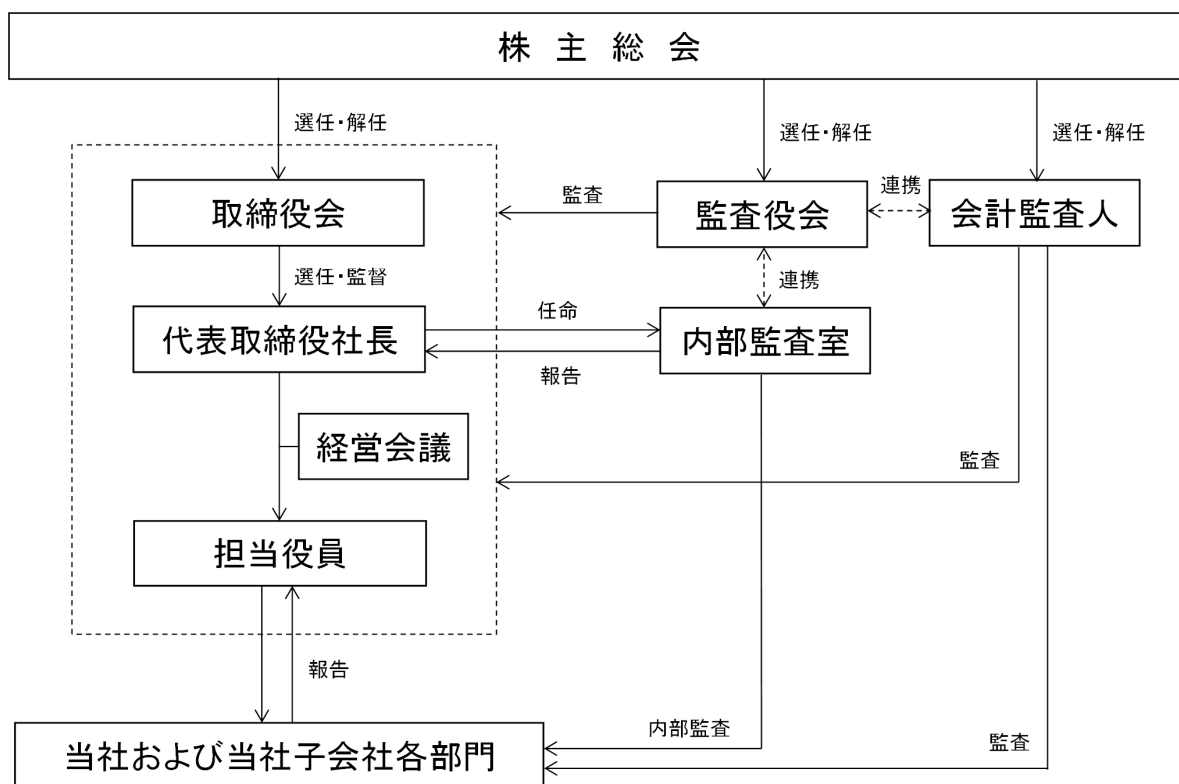 株 主 総 会
選任・解任
選任・解任
選任・解任
取締役会
監査
監査役会
連携
会計監査人
選任・監督
連携
代表取締役社長
任命
報告
内部監査室
経営会議
監査
担当役員
報告
内部監査
監査
当社および当社子会社各部門